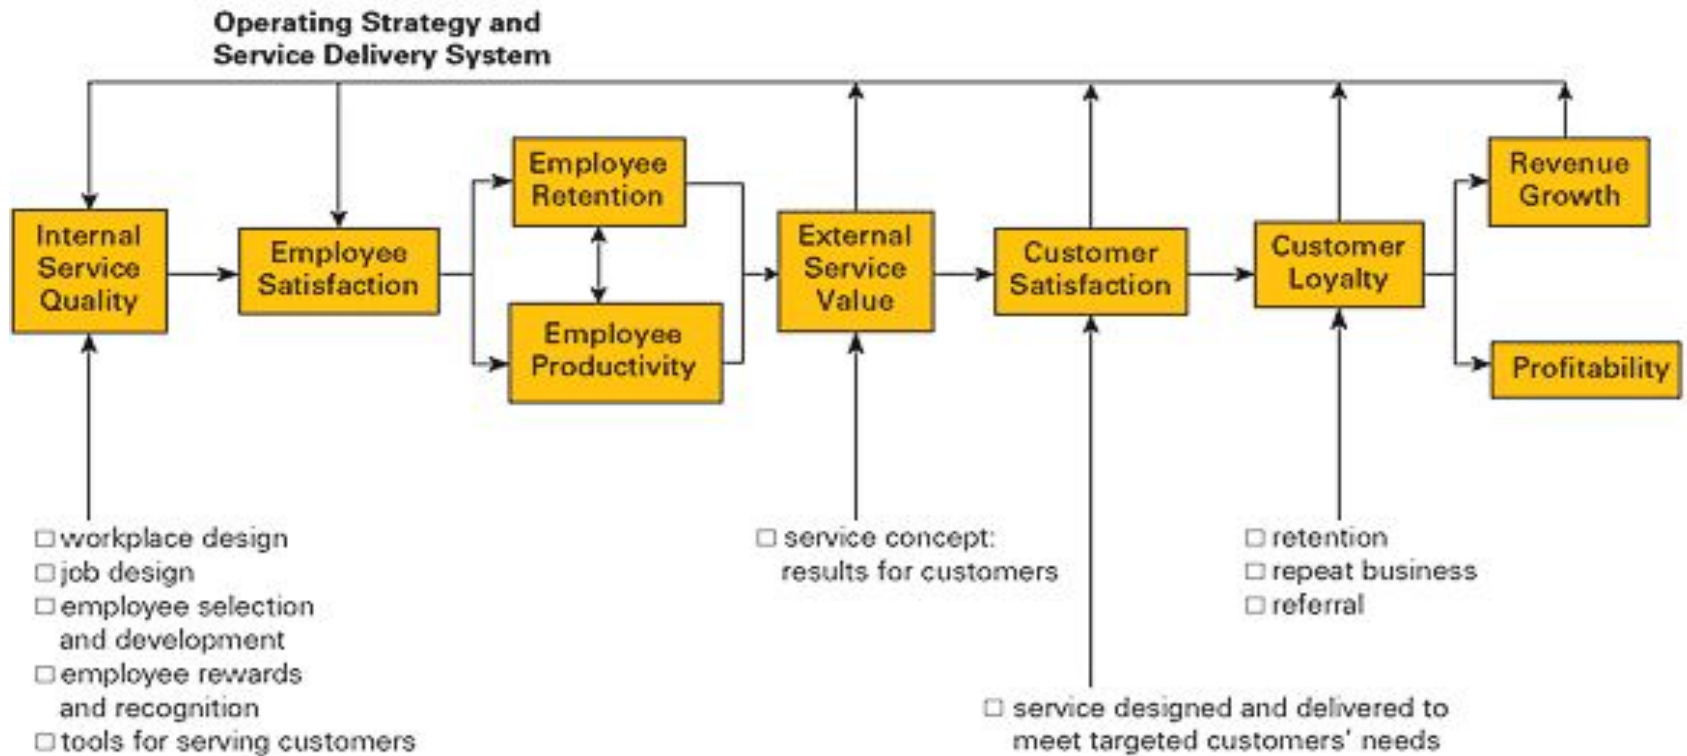 Operating Strategy and
Service Delivery System
Internal
Service
Quality
Employee
Satisfaction
Employee
Retention
Employee
Productivity
External
Service
Value
Customer
Satisfaction
Customer
Loyalty
Revenue
Growth
Profitability
□ workplace design
□ job design
□ employee selection
and development
□ employee rewards
and recognition
□ tools for serving customers
□ service concept:
results for customers
□ service designed and delivered to
meet targeted customers' needs
□ retention
□ repeat business
□ referral